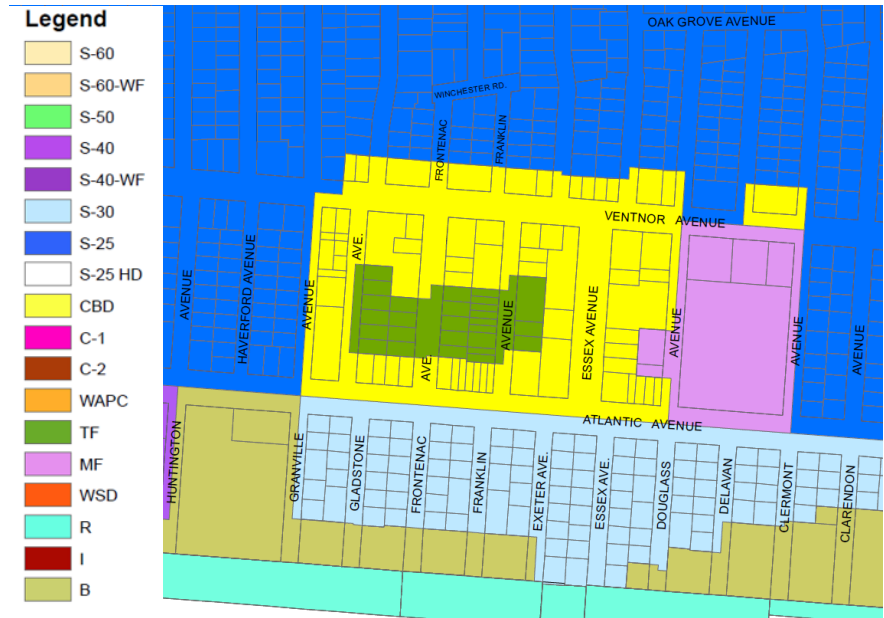 Legend
S-60
S-60-WF
S-50
S-40
S-40-WF
S-30
S-25
S-25 HD
CBD
C-1
C-2
WAPC
TF
MF
WSD
R
I
B
OAK GROVE AVENUE
WINCHESTER RD.
FRONTENAC
FRANKLIN
VENTNOR AVENUE
AVENUE
HAVERFORD AVENUE
AVENUE
AVE.
AVE.
AVENUE
ESSEX AVENUE
AVENUE
AVENUE
AVENUE
ATLANTIC AVENUE
HUNTINGTON
GRANVILLE
GLADSTONE
FRONTENAC
FRANKLIN
EXETER AVE.
ESSEX AVE.
DOUGLASS
DELAVAN
CLERMONT
CLARENDON